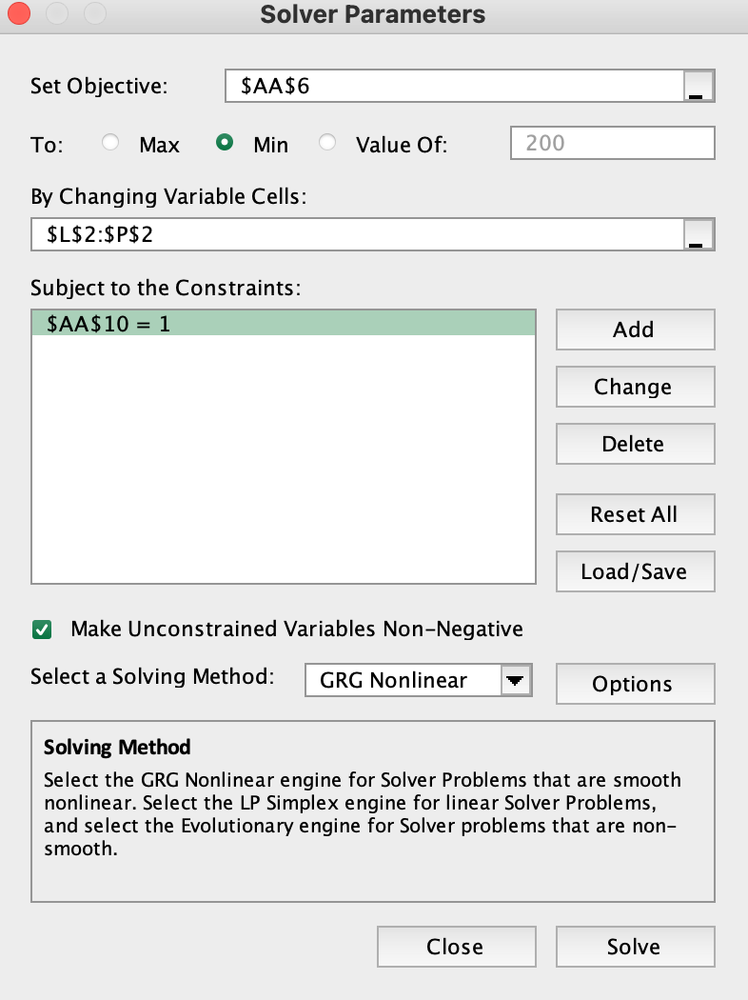 Solver Parameters
Set Objective: $AA$6
To: Max Min Value Of: 200
By Changing Variable Cells:
$L$2:$P$2
Subject to the Constraints:
$AA$10 = 1
Add
Change
Delete
Reset All
Load/Save
Make Unconstrained Variables Non-Negative
Select a Solving Method: GRG Nonlinear Options
Solving Method
Select the GRG Nonlinear engine for Solver Problems that are smooth
nonlinear. Select the LP Simplex engine for linear Solver Problems,
and select the Evolutionary engine for Solver problems that are non-
smooth.
Close Solve